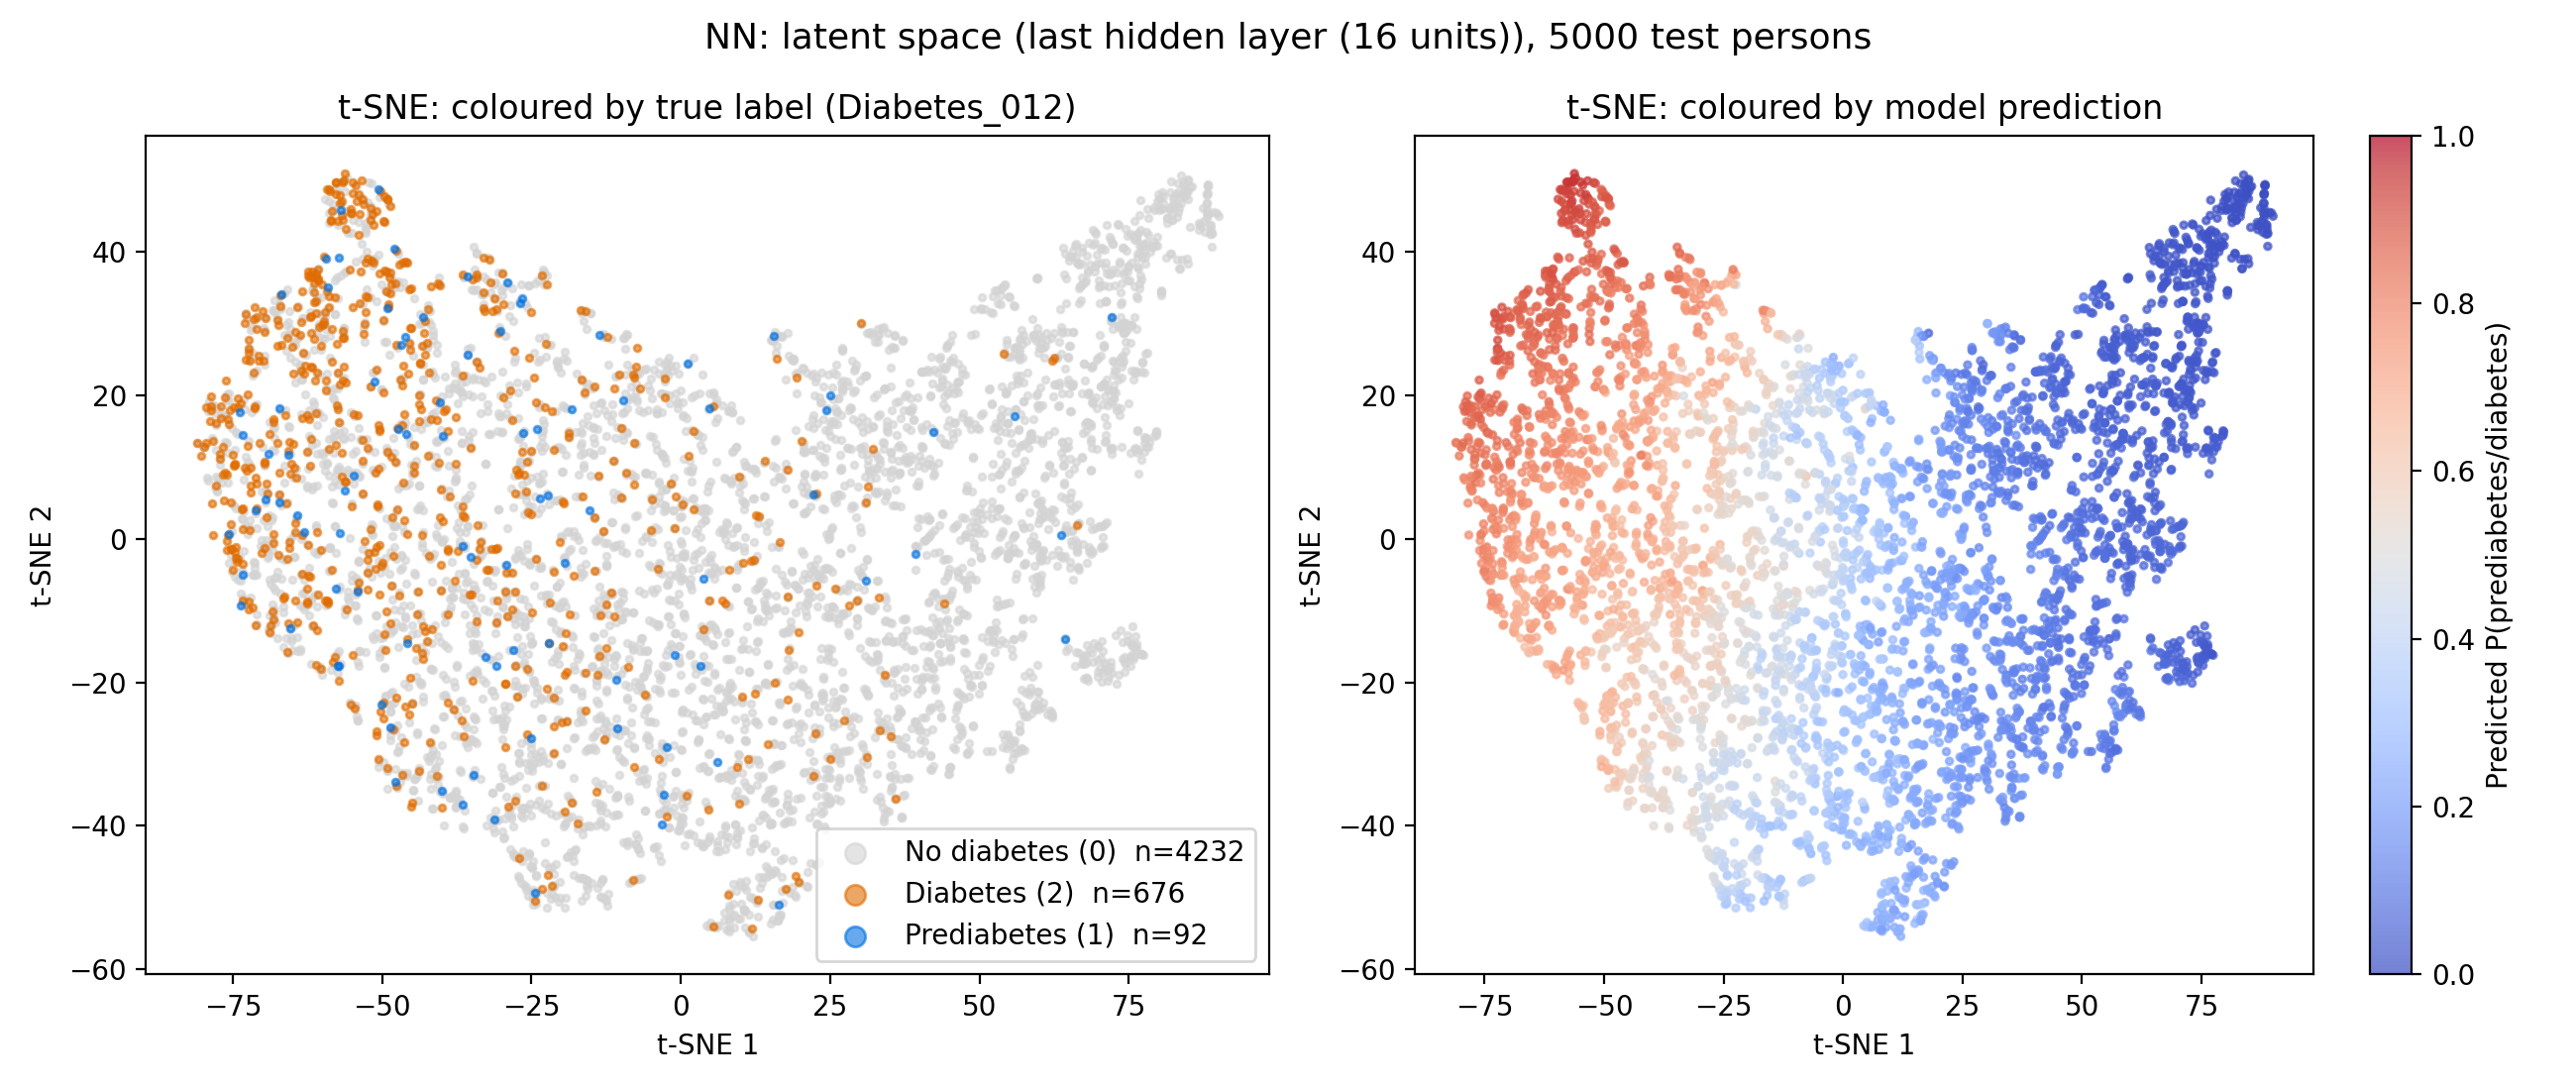 NN: latent space (last hidden layer (16 units)), 5000 test persons
t-SNE: coloured by true label (Diabetes_012)
t-SNE 2
40
20
0
−20
−40
−60
−75
−50
−25
0
25
50
75
t-SNE 1
No diabetes (0)  n=4232
Diabetes (2)  n=676
Prediabetes (1)  n=92
t-SNE: coloured by model prediction
t-SNE 2
40
20
0
−20
−40
−60
−75
−50
−25
0
25
50
75
t-SNE 1
1.0
0.8
0.6
0.4
0.2
0.0
Predicted P(prediabetes/diabetes)